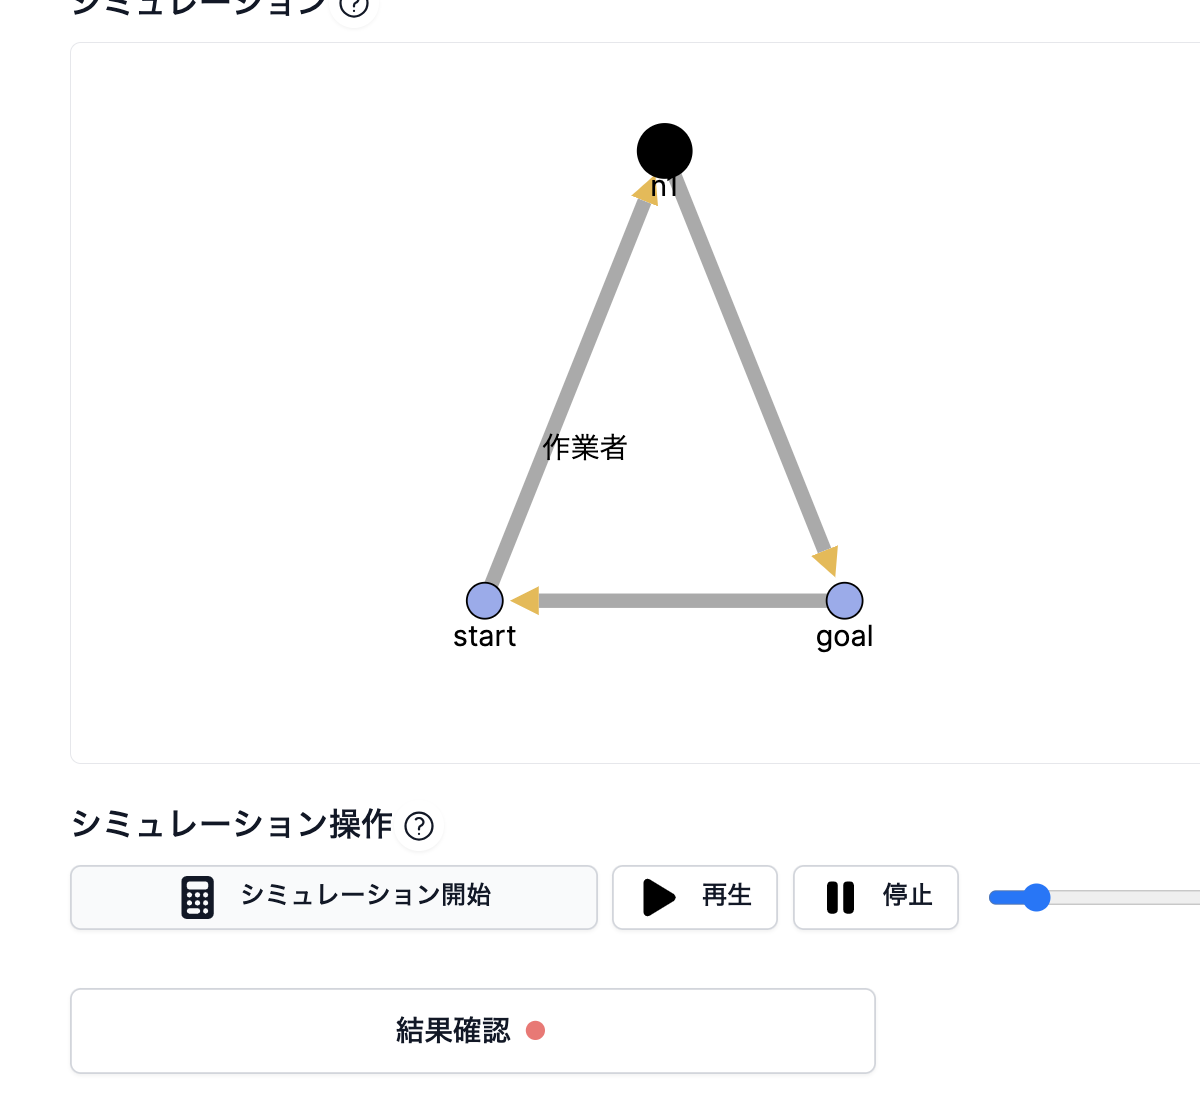 シミュレーション
n1
作業者
start
goal
シミュレーション操作
シミュレーション開始
再生
停止
結果確認